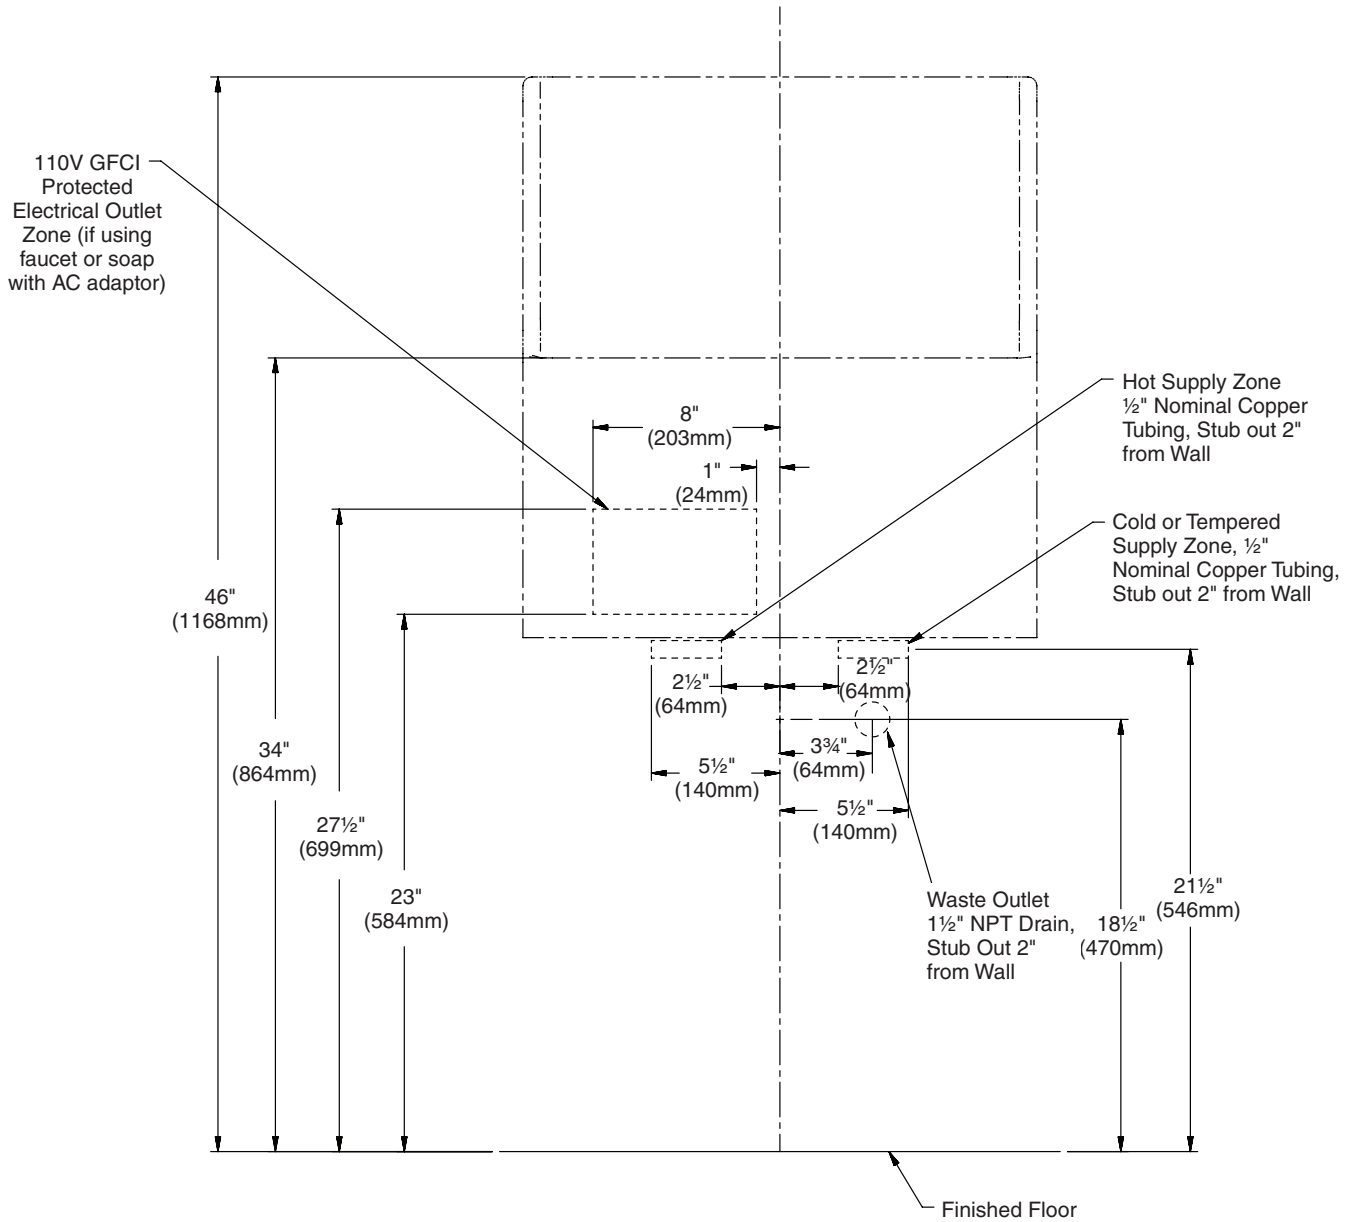 110V GFCI
Protected
Electrical Outlet
Zone (if using
faucet or soap
with AC adaptor)
Hot Supply Zone
½" Nominal Copper
Tubing, Stub out 2"
from Wall
8"
(203mm)
1"
(24mm)
Cold or Tempered
Supply Zone, ½"
Nominal Copper Tubing,
Stub out 2" from Wall
46"
(1168mm)
2½"
(64mm)
2½"
(64mm)
34"
(864mm)
3¾"
(64mm)
5½"
(140mm)
5½"
(140mm)
27½"
(699mm)
23"
(584mm)
Waste Outlet
1½" NPT Drain,
Stub Out 2"
from Wall
18½"
(470mm)
21½"
(546mm)
Finished Floor